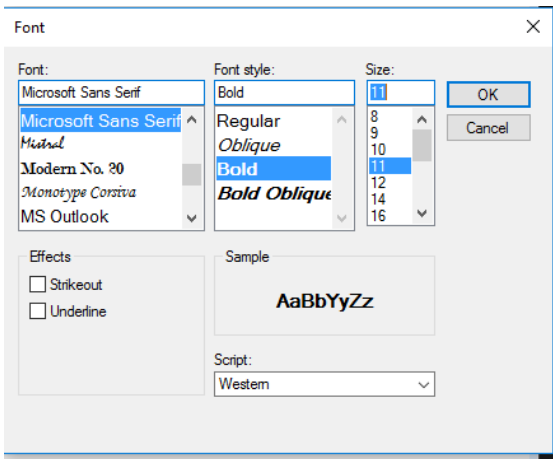 Font
Font: Font style: Size:
Microsoft Sans Serif Bold 11 OK
Microsoft Sans Serif Regular 8 Cancel
Mistral Oblique 9
Modern No. 20 Bold 10
Monotype Corsiva Bold Oblique 11
MS Outlook 12
14
16
Effects Sample
Strikeout AaBbYyZz
Underline
Script:
Western